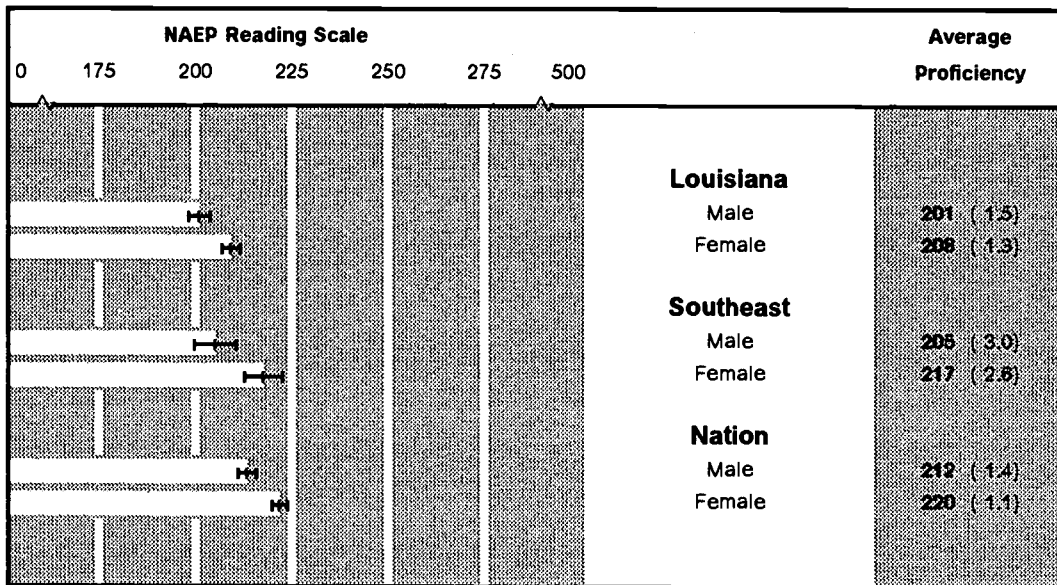 NAEP Reading Scale
Average
0 175 200 225 250 275 500
Proficiency
Louisiana
Male 201 ( 1.5)
Female 208 ( 1.3)
Southeast
Male 205 ( 3.0)
Female 217 ( 2.6)
Nation
Male 212 ( 1.4)
Female 220 ( 1.1)